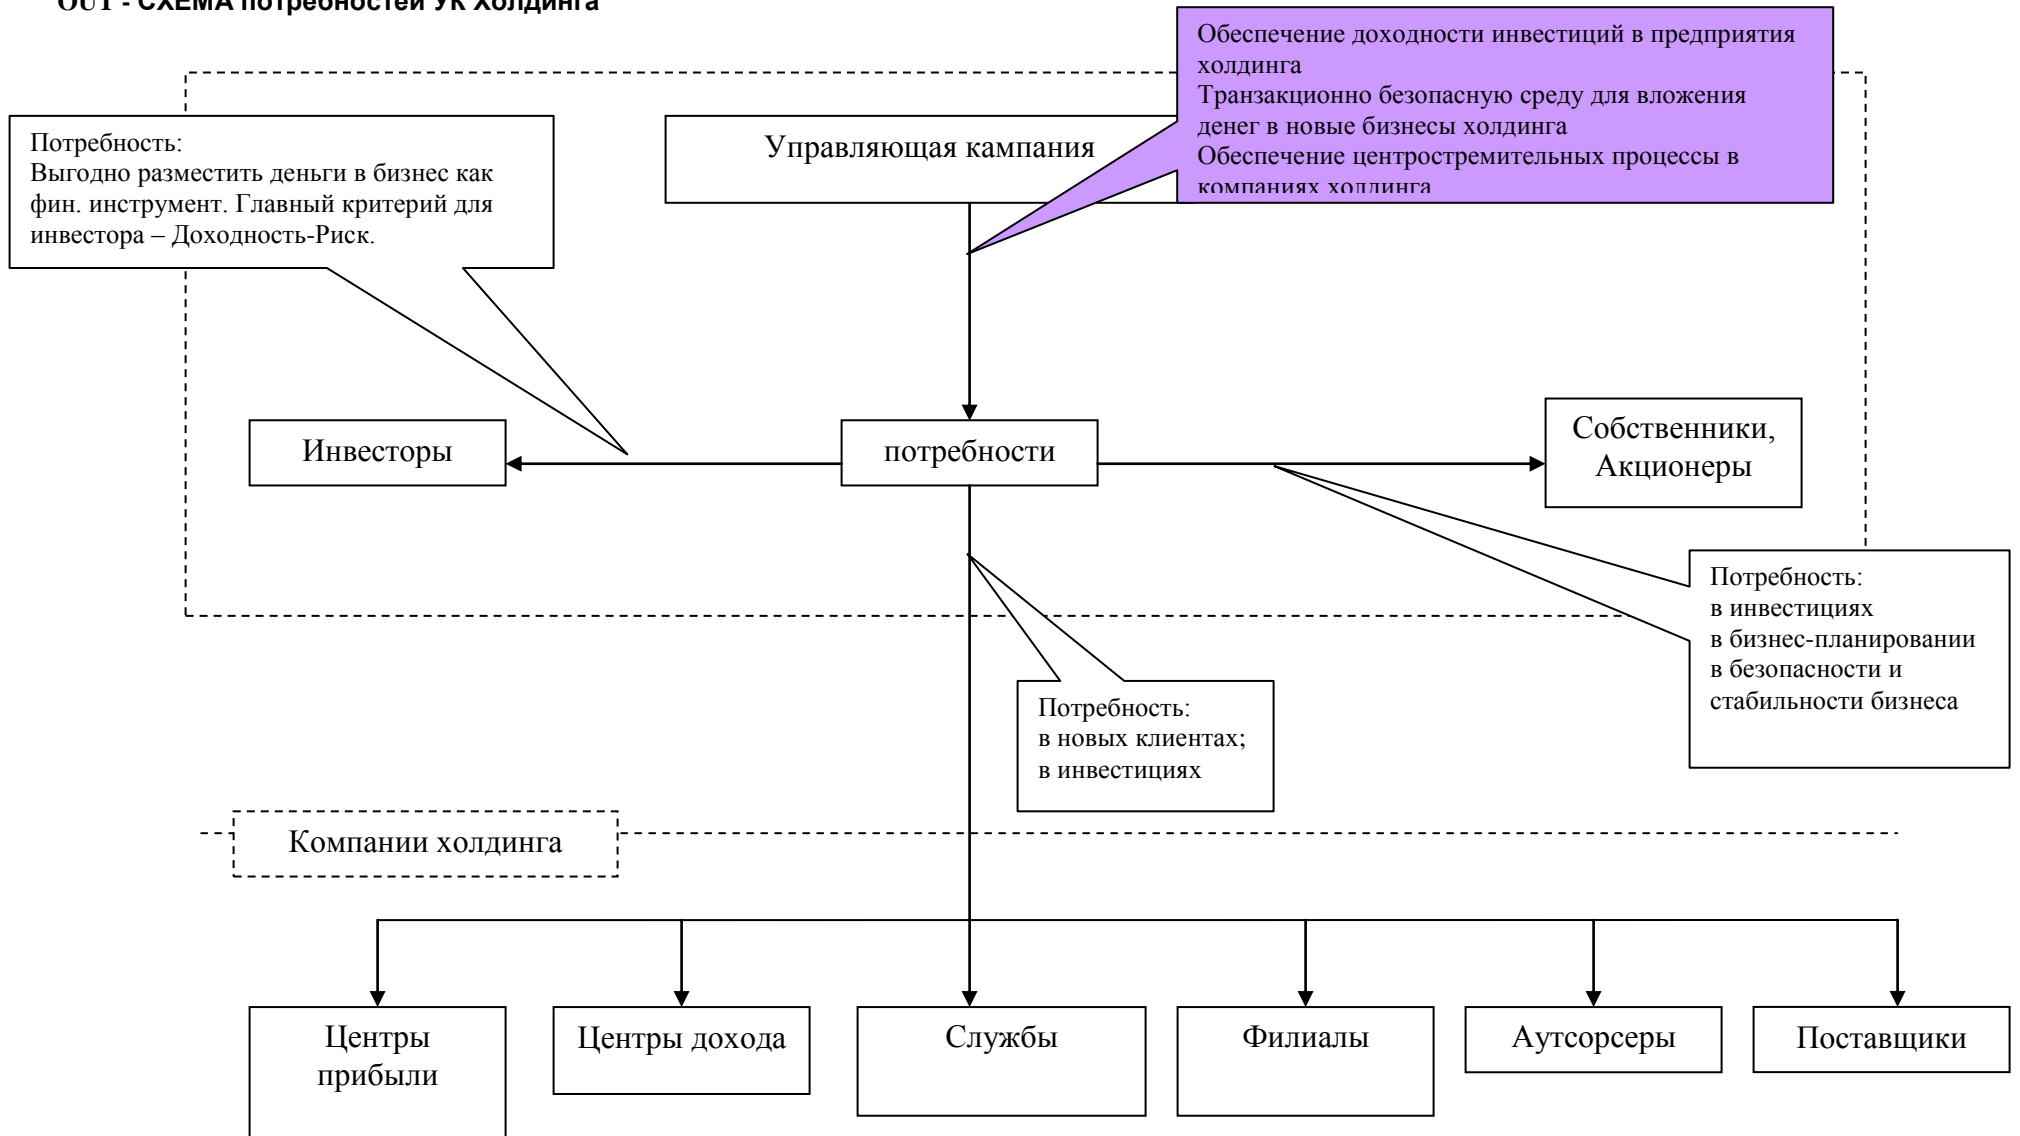 OUT - СХЕМА потребностей УК Холдинга
Обеспечение доходности инвестиций в предприятия
холдинга
Транзакционно безопасную среду для вложения
денег в новые бизнесы холдинга
Обеспечение центростремительных процессы в
компаниях холдинга
Потребность:
Выгодно разместить деньги в бизнес как
фин. инструмент. Главный критерий для
инвестора – Доходность-Риск.
Управляющая кампания
Инвесторы
потребности
Собственники,
Акционеры
Потребность:
в инвестициях
в бизнес-планировании
в безопасности и
стабильности бизнеса
Потребность:
в новых клиентах;
в инвестициях
Компании холдинга
Центры
прибыли
Центры дохода
Службы
Филиалы
Аутсорсеры
Поставщики